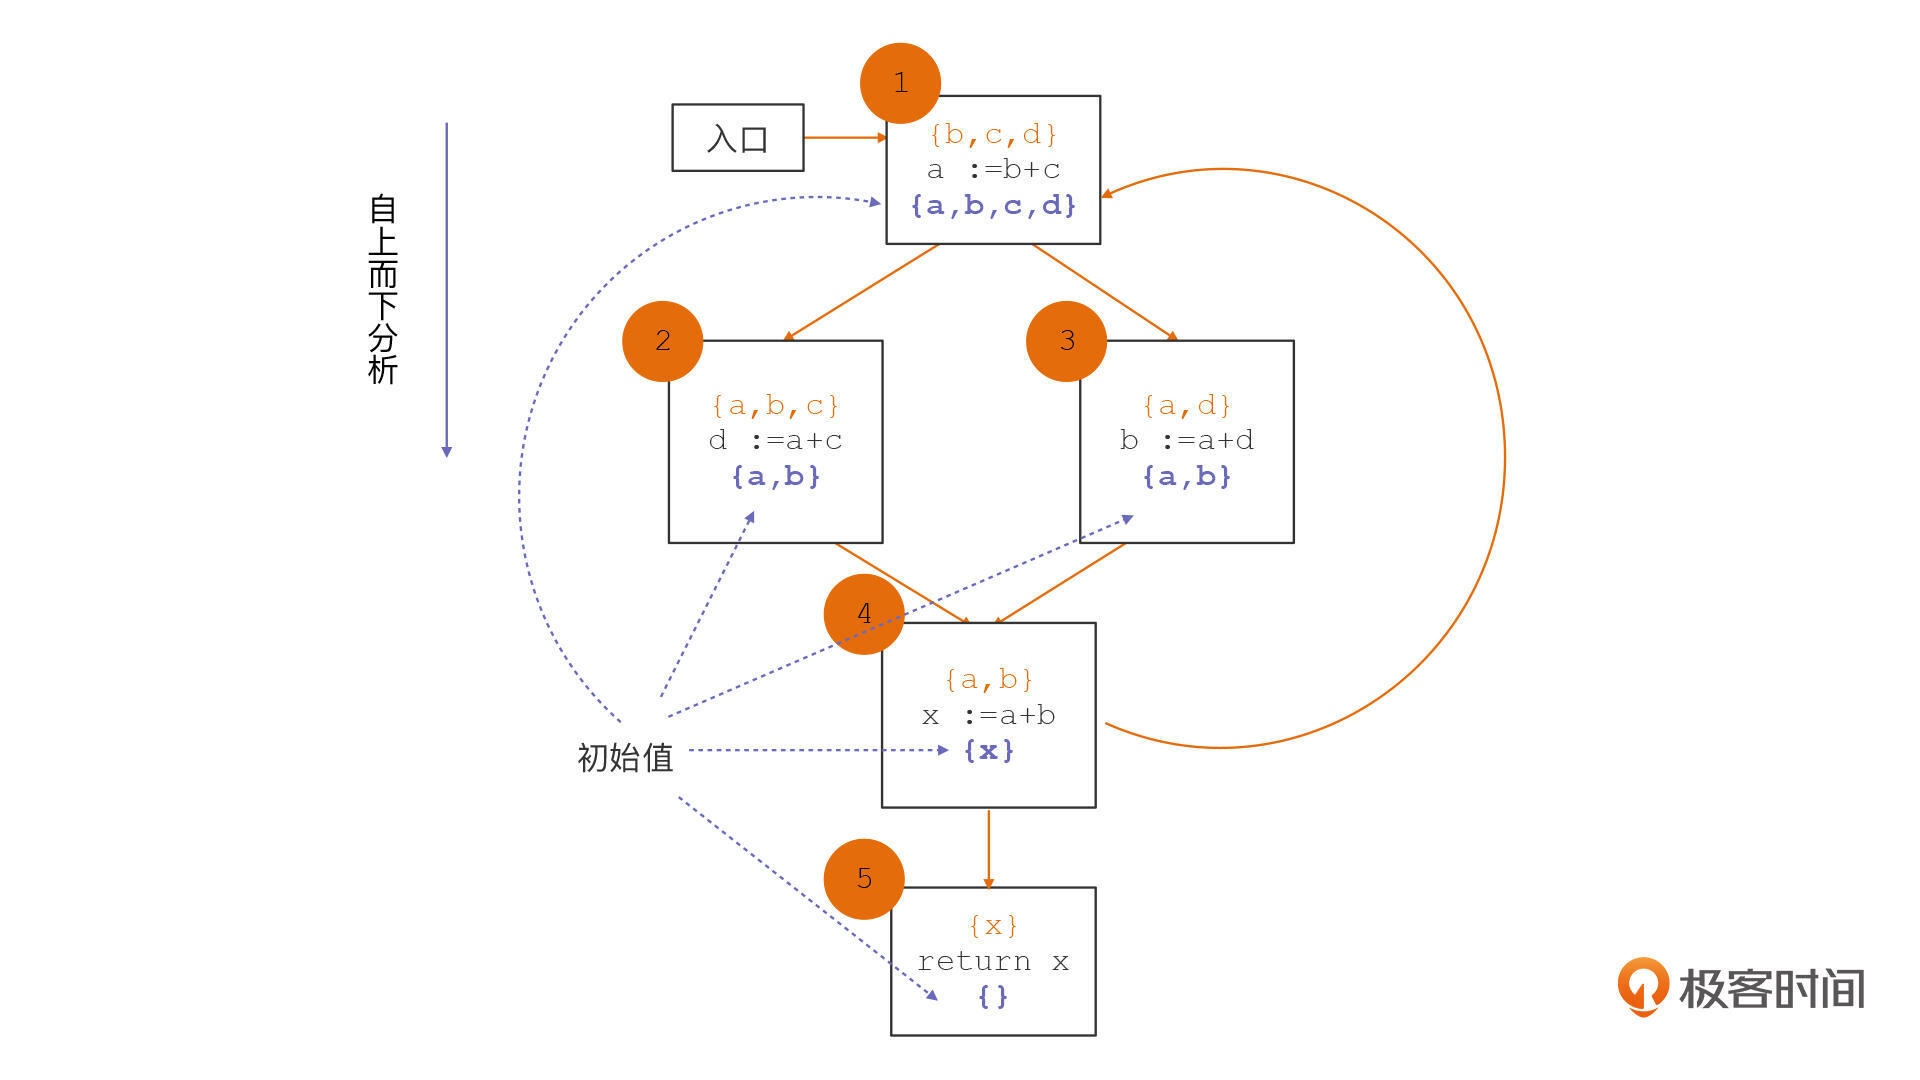 1
入口
{b,c,d}
a :=b+c
{a,b,c,d}
自上而下分析
2
{a,b,c}
d :=a+c
{a,b}
3
{a,d}
b :=a+d
{a,b}
4
{a,b}
x :=a+b
{x}
初始值
5
{x}
return x
{}
极客时间